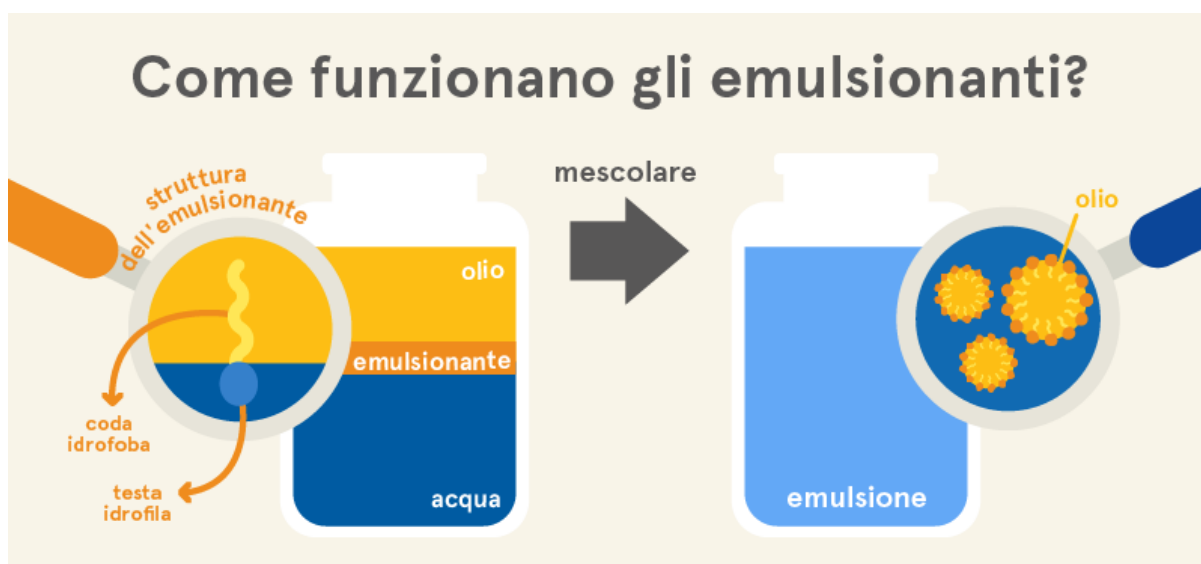 Come funzionano gli emulsionanti?
struttura
dell'emulsionante
coda
idrofoba
testa
idrofila
olio
emulsionante
acqua
mescolare
emulsione
olio